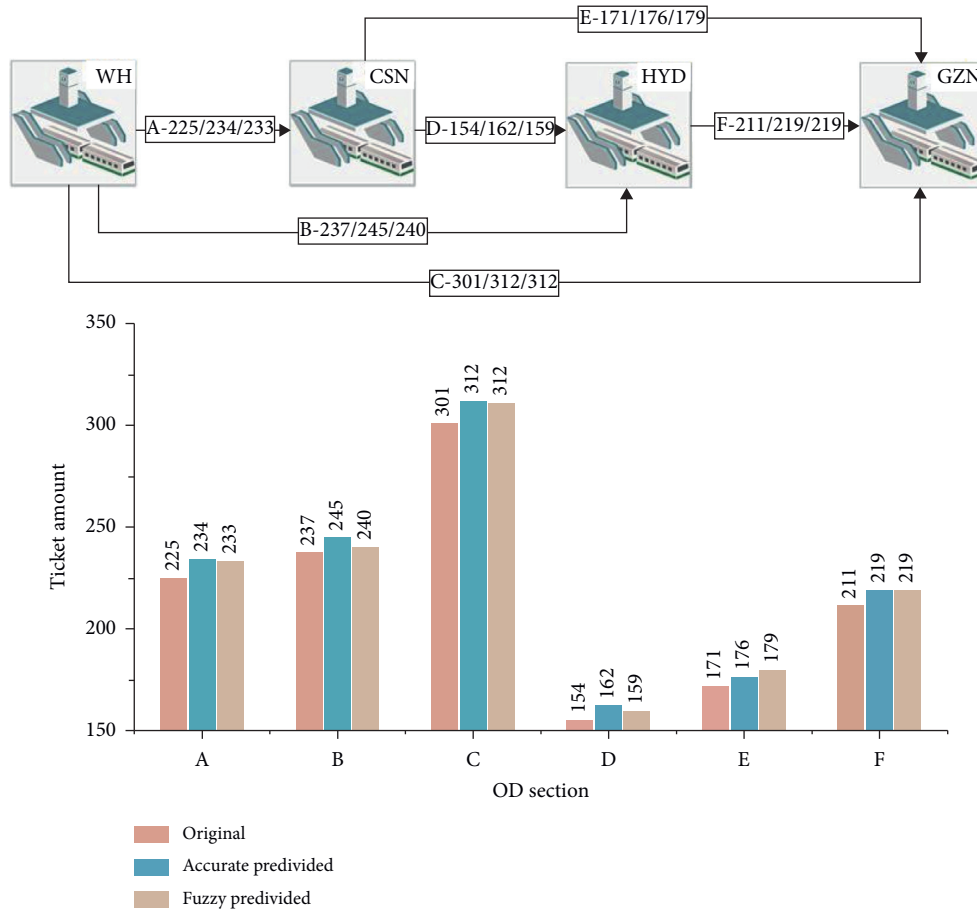 E-171/176/179
WH
CSN
HYD
GZN
A-225/234/233
D-154/162/159
F-211/219/219
B-237/245/240
C-301/312/312
350
300
250
200
150
Ticket amount
225
234
233
237
245
240
301
312
312
154
162
159
171
176
179
211
219
219
A
B
C
D
E
F
OD section
Original
Accurate predivided
Fuzzy predivided